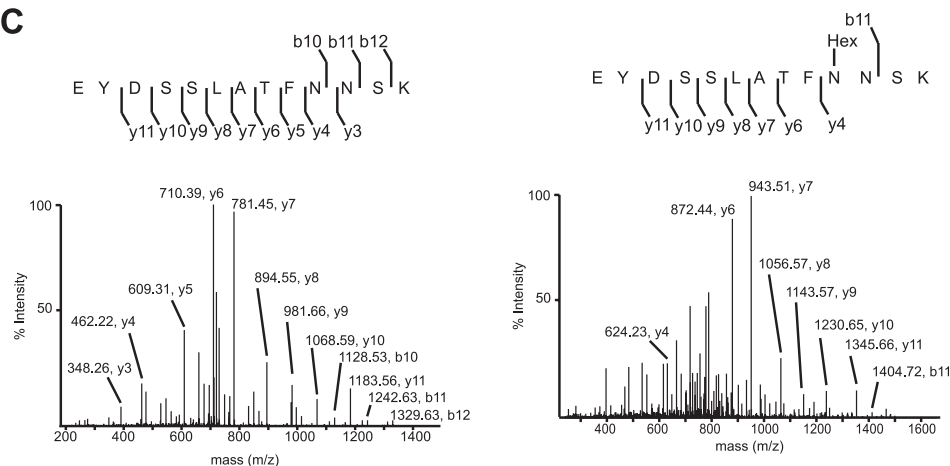 C
b10 b11 b12
E Y D S S L A T F N N S K
y11 y10 y9 y8 y7 y6 y5 y4 y3
b11
Hex
E Y D S S L A T F N N S K
y11 y10 y9 y8 y7 y6 y4
100
50
% Intensity
710.39, y6
781.45, y7
609.31, y5
894.55, y8
462.22, y4
981.66, y9
1068.59, y10
348.26, y3
1128.53, b10
1183.56, y11
1242.63, b11
1329.63, b12
200 400 600 800 1000 1200 1400
mass (m/z)
100
50
% Intensity
943.51, y7
872.44, y6
1056.57, y8
1143.57, y9
624.23, y4
1230.65, y10
1345.66, y11
1404.72, b11
400 600 800 1000 1200 1400 1600
mass (m/z)